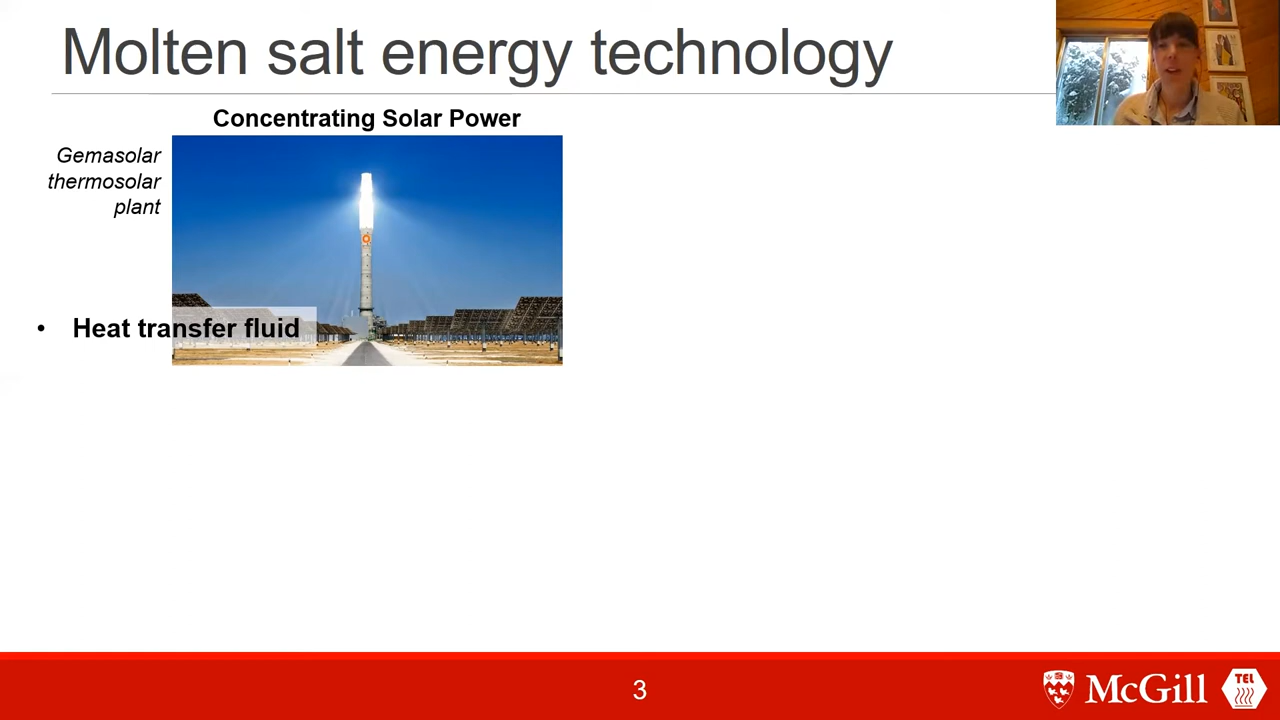 Molten salt energy technology
Concentrating Solar Power
Gemasolar
thermosolar
plant
• Heat transfer fluid
3
McGill
TEL